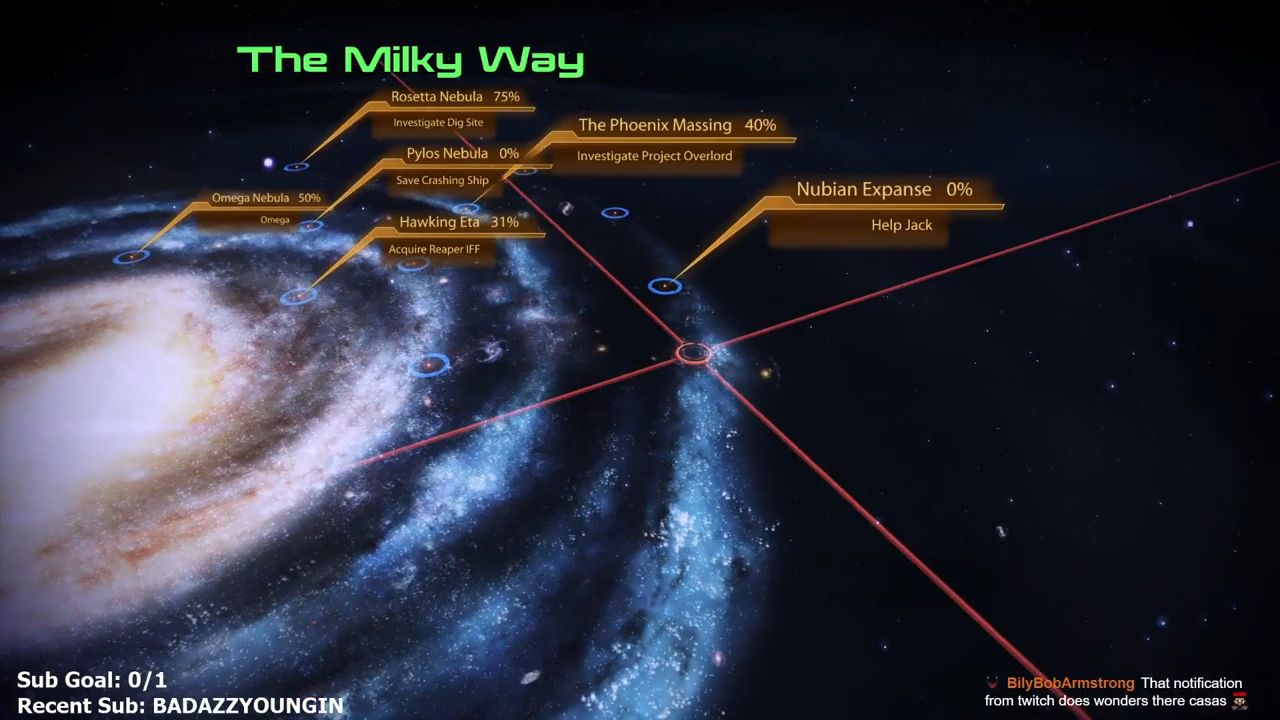 The Milky Way
Rosetta Nebula 75%
Investigate Dig Site
The Phoenix Massing 40%
Investigate Project Overlord
Pylos Nebula 0%
Save Crashing Ship
Nubian Expanse 0%
Help Jack
Omega Nebula 50%
Omega
Hawking Eta 31%
Acquire Reaper IFF
Sub Goal: 0/1
Recent Sub: BADAZZYOUNGIN
BilyBobArmstrong That notification
from twitch does wonders there casas